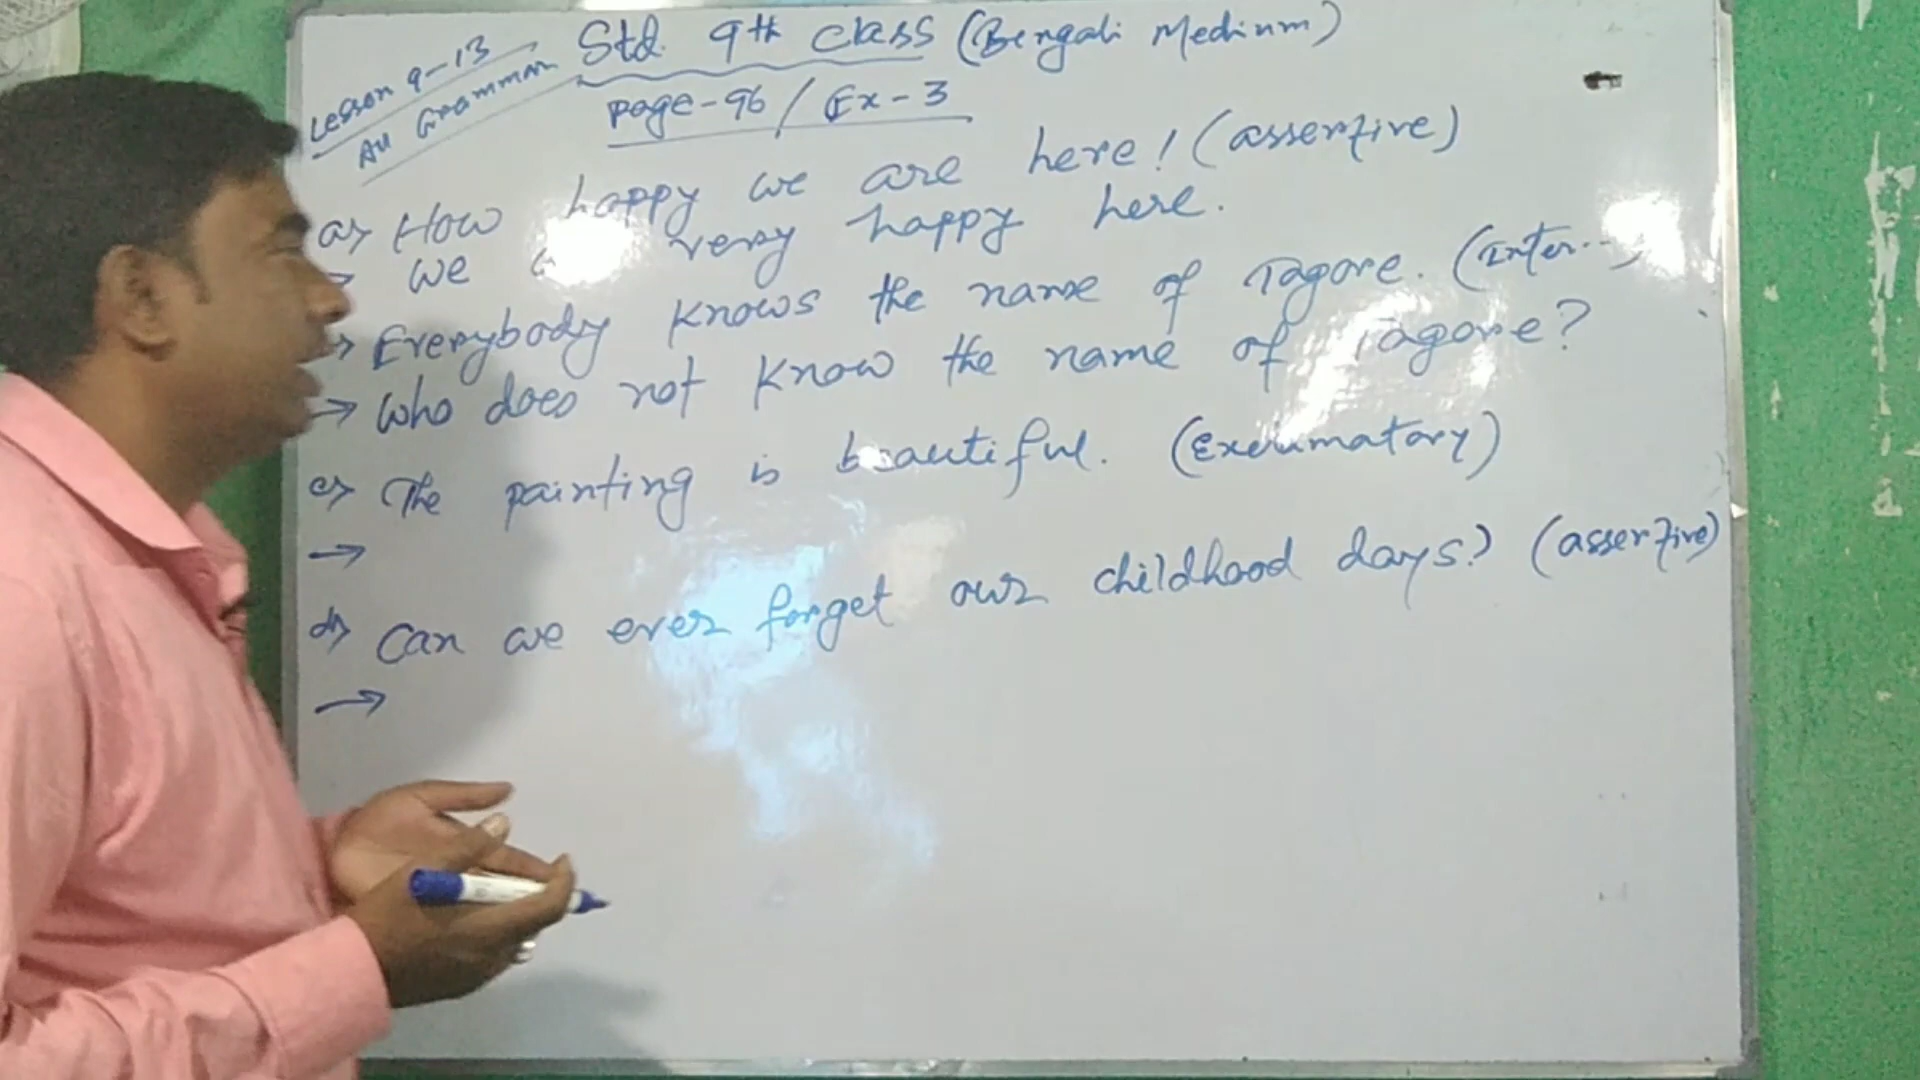 Lesson 9-13
All Grammar
Std. 9th class (Bengali Medium)
Page-96 / Ex-3
a> How happy we are here! (assertive)
we very happy here.
Everybody knows the name of Tagore. (Inter...)
→ Who does not know the name of Tagore?
c> The painting is beautiful. (Exclamatory)
→
d> Can we ever forget our childhood days? (assertive)
→